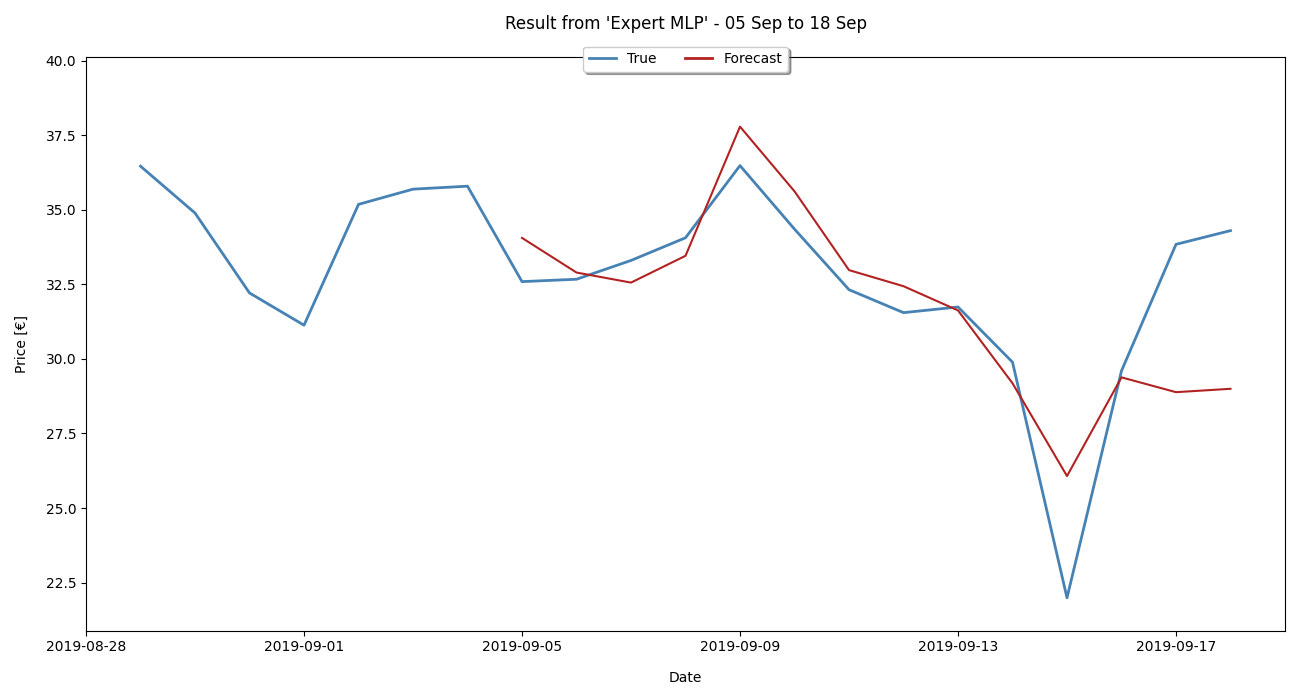 Result from 'Expert MLP' - 05 Sep to 18 Sep
True Forecast
40.0
37.5
35.0
32.5
30.0
27.5
25.0
22.5
Price [€]
2019-08-28 2019-09-01 2019-09-05 2019-09-09 2019-09-13 2019-09-17
Date